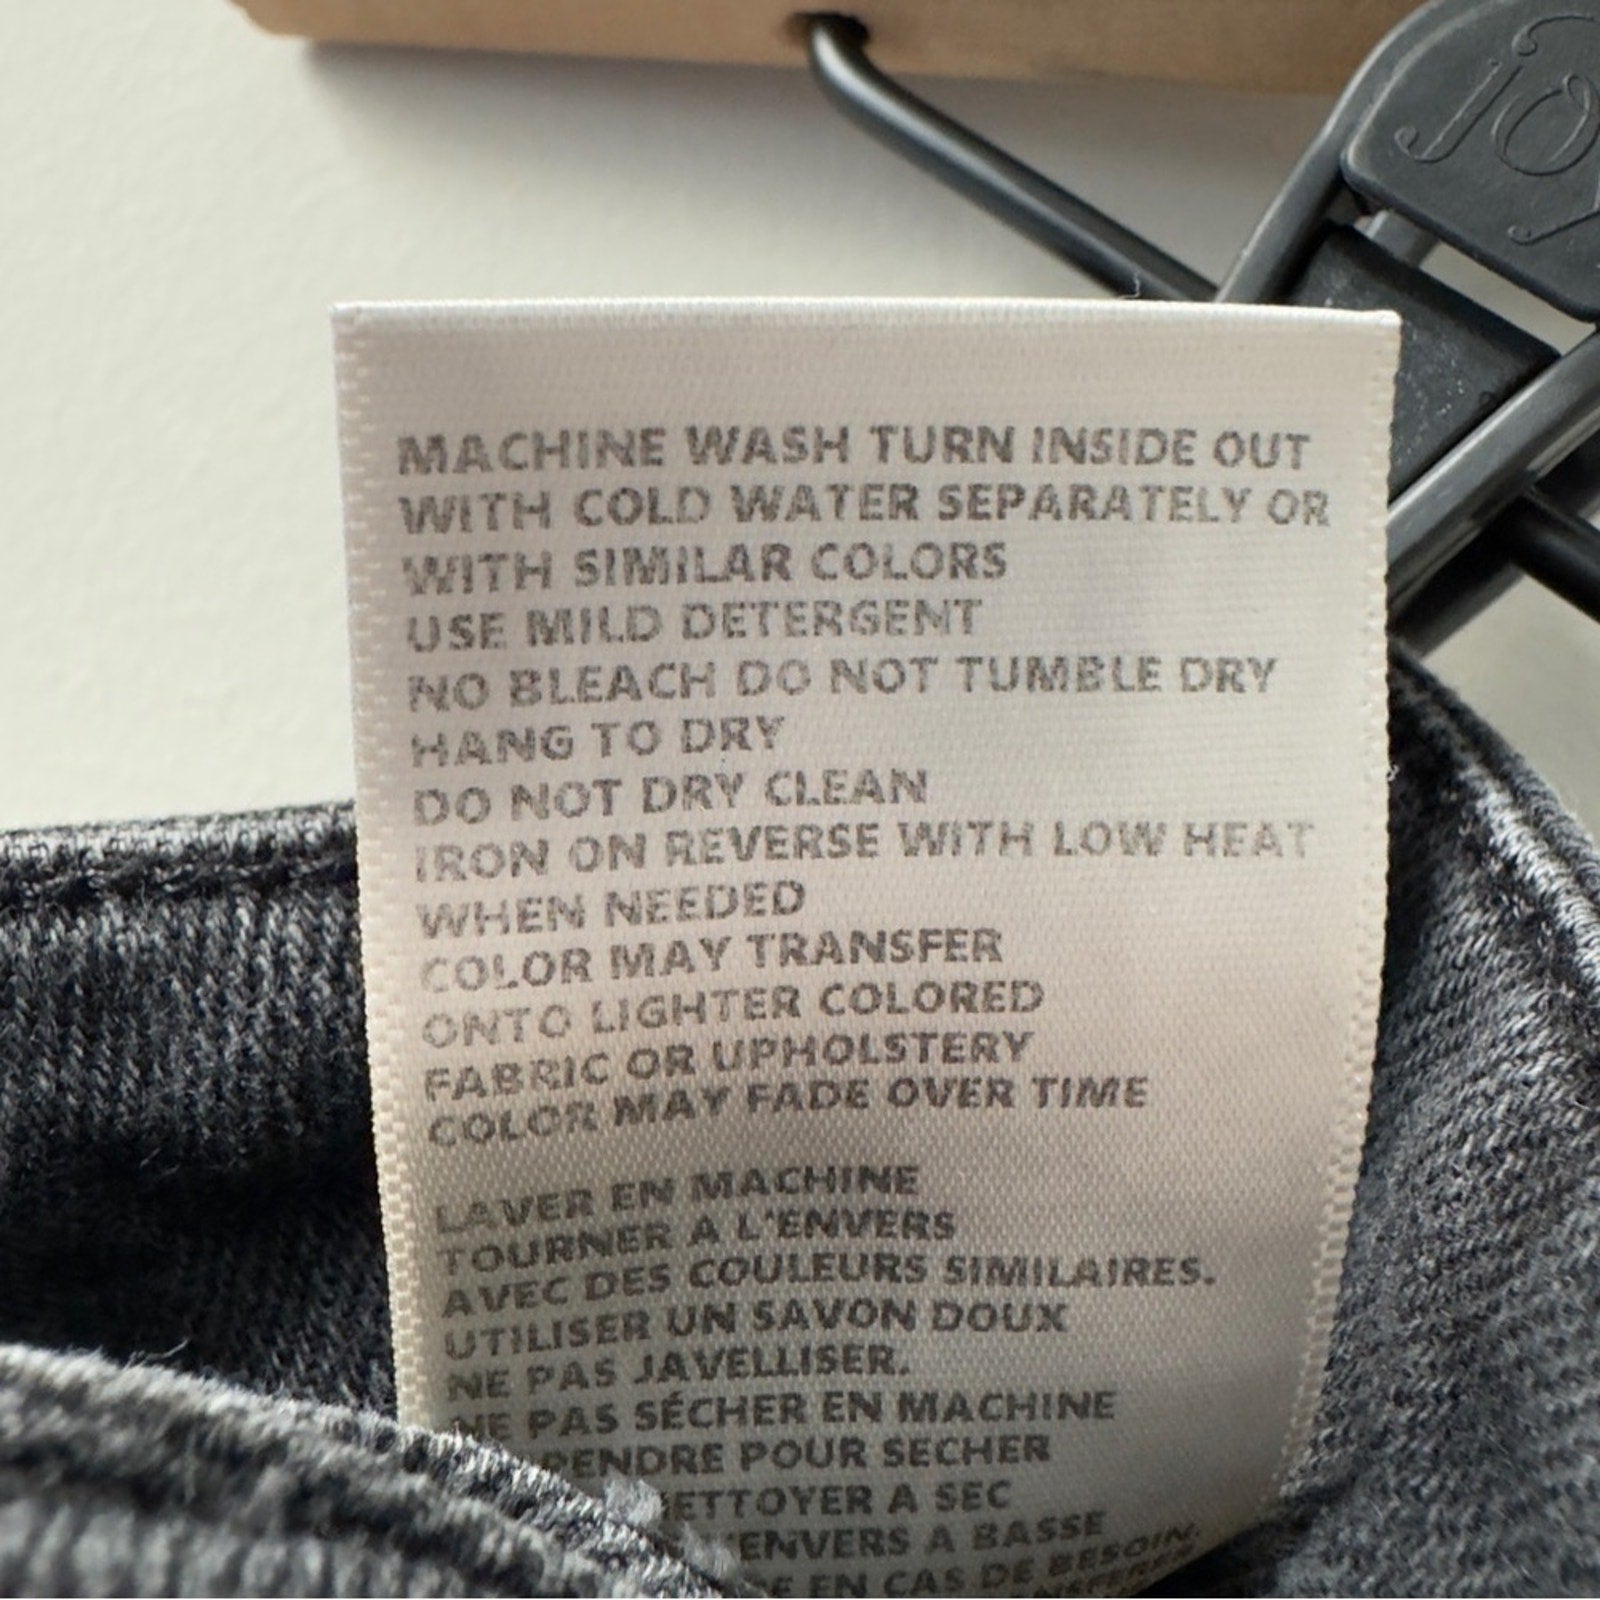 joy
MACHINE WASH TURN INSIDE OUT
WITH COLD WATER SEPARATELY OR
WITH SIMILAR COLORS
USE MILD DETERGENT
NO BLEACH DO NOT TUMBLE DRY
HANG TO DRY
DO NOT DRY CLEAN
IRON ON REVERSE WITH LOW HEAT
WHEN NEEDED
COLOR MAY TRANSFER
ONTO LIGHTER COLORED
FABRIC OR UPHOLSTERY
COLOR MAY FADE OVER TIME
LAVER EN MACHINE
TOURNER A L'ENVERS
AVEC DES COULEURS SIMILAIRES.
UTILISER UN SAVON DOUX
NE PAS JAVELLISER.
NE PAS SÉCHER EN MACHINE
PENDRE POUR SECHER
ETTOYER A SEC
L'ENVERS A BASSE
EN CAS DE BESOIN.